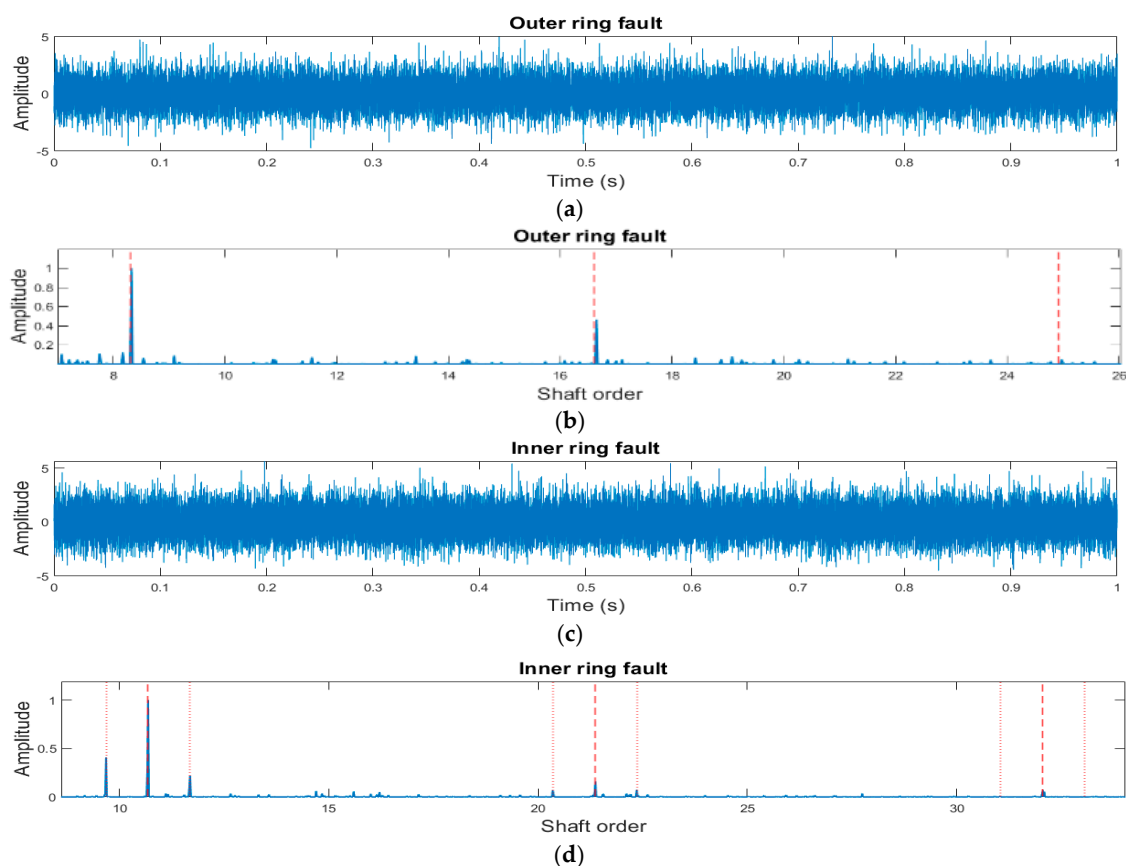 Outer ring fault
Amplitude
5
0
-5
0 0.1 0.2 0.3 0.4 0.5 0.6 0.7 0.8 0.9 1
Time (s)
(a)
Outer ring fault
Amplitude
1
0.8
0.6
0.4
0.2
8 10 12 14 16 18 20 22 24 26
Shaft order
(b)
Inner ring fault
Amplitude
5
0
-5
0 0.1 0.2 0.3 0.4 0.5 0.6 0.7 0.8 0.9 1
Time (s)
(c)
Inner ring fault
Amplitude
1
0.5
0
10 15 20 25 30
Shaft order
(d)